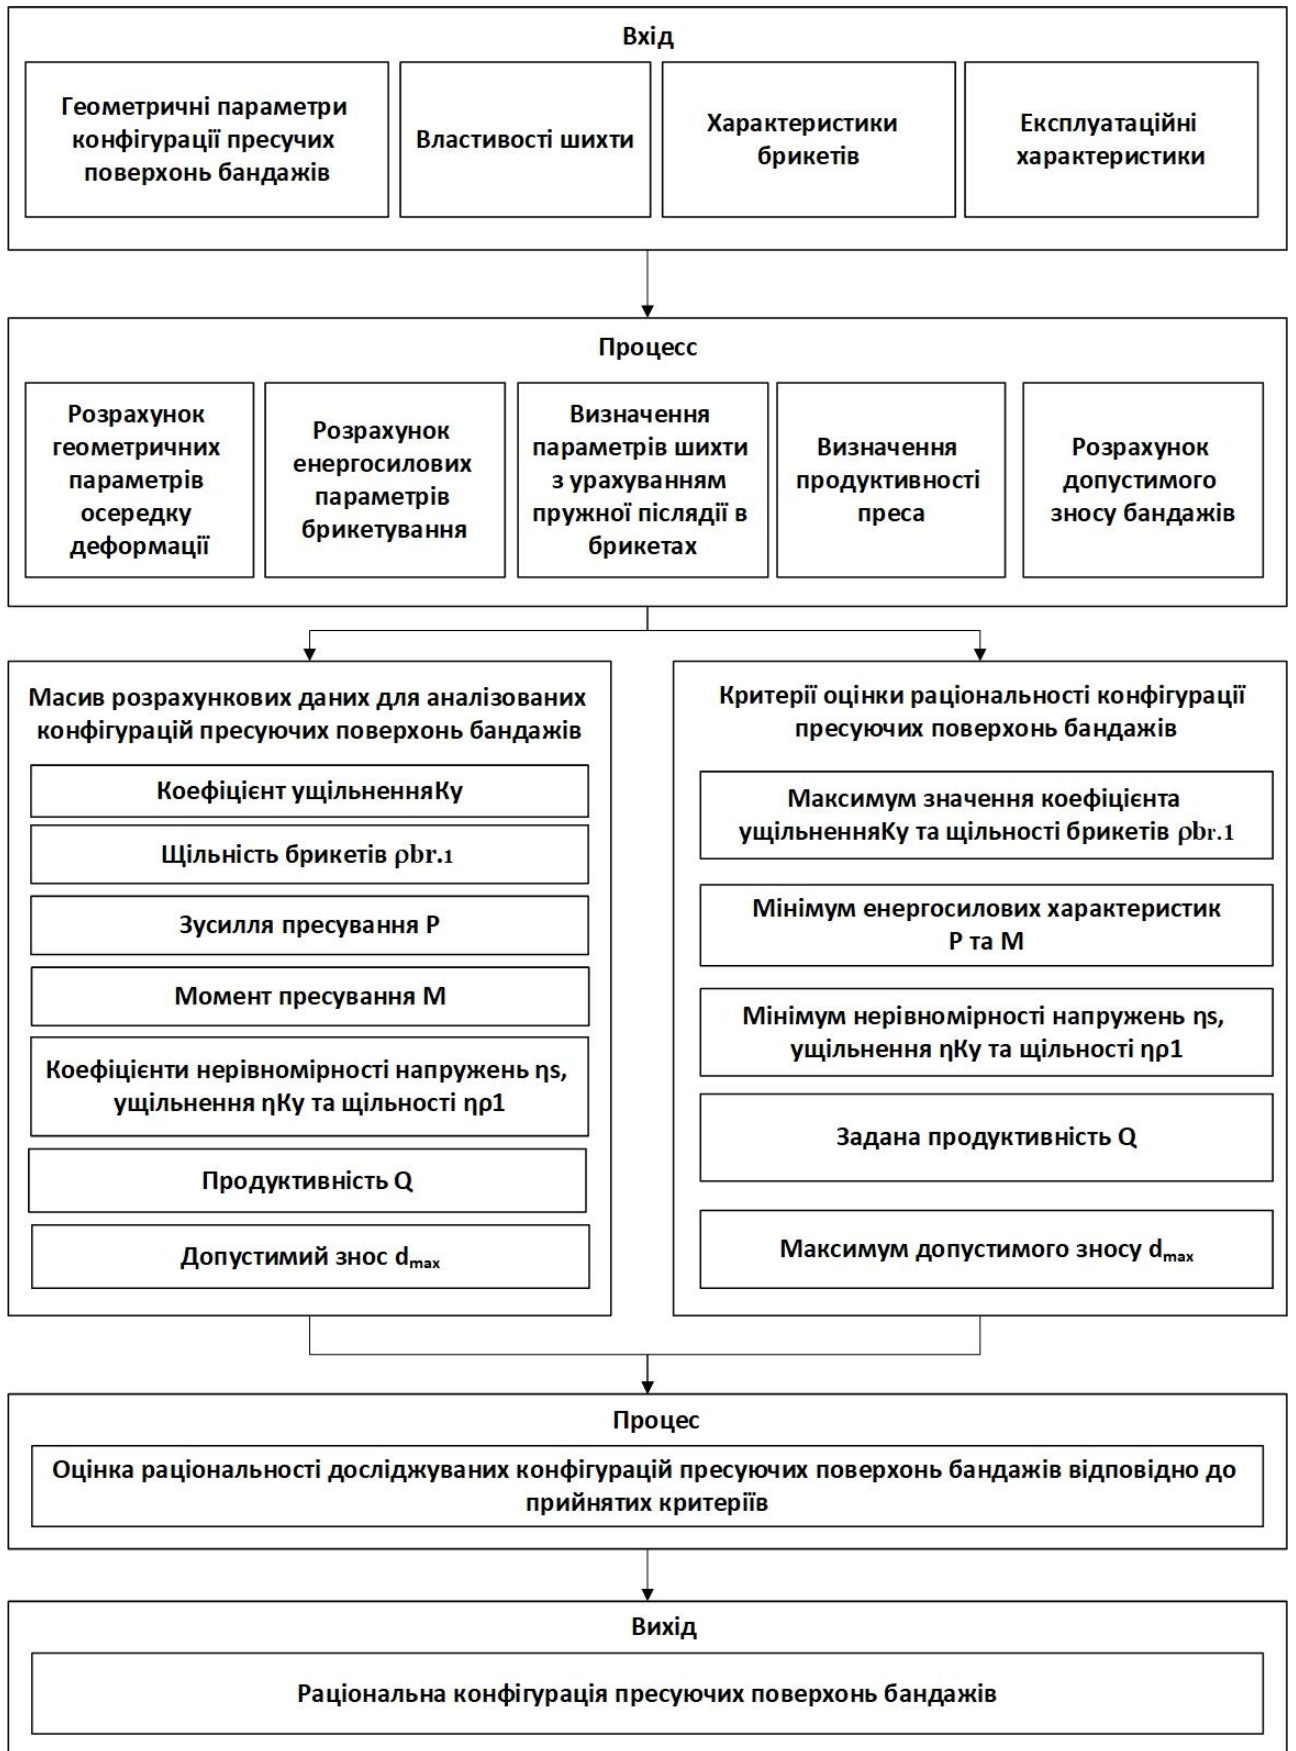 Вхід
Геометричні параметри
конфігурації пресучих
поверхонь бандажів
Властивості шихти
Характеристики
брикетів
Експлуатаційні
характеристики
Процесс
Розрахунок
геометричних
параметрів
осередку
деформації
Розрахунок
енергосилових
параметрів
брикетування
Визначення
параметрів шихти
з урахуванням
пружної післядії в
брикетах
Визначення
продуктивності
преса
Розрахунок
допустимого
зносу бандажів
Масив розрахункових даних для аналізованих
конфігурацій пресуючих поверхонь бандажів
Коефіцієнт ущільненняКу
Щільність брикетів ρbr.1
Зусилля пресування Р
Момент пресування М
Коефіцієнти нерівномірності напружень ηs,
ущільнення ηКу та щільності ηρ1
Продуктивність Q
Допустимий знос dmax
Критерії оцінки раціональності конфігурації
пресуючих поверхонь бандажів
Максимум значення коефіцієнта
ущільненняКу та щільності брикетів ρbr.1
Мінімум енергосилових характеристик
Р та М
Мінімум нерівномірності напружень ηs,
ущільнення ηКу та щільності ηρ1
Задана продуктивність Q
Максимум допустимого зносу dmax
Процес
Оцінка раціональності досліджуваних конфігурацій пресуючих поверхонь бандажів відповідно до
прийнятих критеріїв
Вихід
Раціональна конфігурація пресуючих поверхонь бандажів